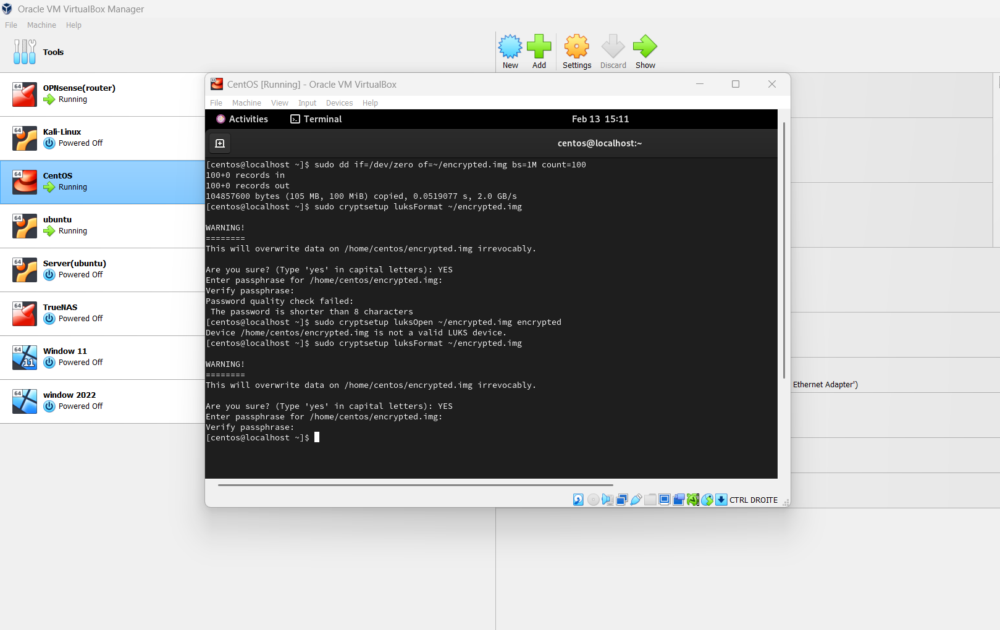 Oracle VM VirtualBox Manager
File Machine Help
Tools
New Add Settings Discard Show
64
OPNsense(router)
Running
64
Kali-Linux
Powered Off
64
CentOS
Running
64
ubuntu
Running
64
Server(ubuntu)
Powered Off
64
TrueNAS
Powered Off
64
11
Window 11
Powered Off
64
window 2022
Powered Off
64
CentOS [Running] - Oracle VM VirtualBox
File Machine View Input Devices Help
Activities Terminal Feb 13 15:11
centos@localhost:~
[centos@localhost ~]$ sudo dd if=/dev/zero of=~/encrypted.img bs=1M count=100
100+0 records in
100+0 records out
104857600 bytes (105 MB, 100 MiB) copied, 0.0519077 s, 2.0 GB/s
[centos@localhost ~]$ sudo cryptsetup luksFormat ~/encrypted.img
WARNING!
========
This will overwrite data on /home/centos/encrypted.img irrevocably.
Are you sure? (Type 'yes' in capital letters): YES
Enter passphrase for /home/centos/encrypted.img:
Verify passphrase:
Password quality check failed:
The password is shorter than 8 characters
[centos@localhost ~]$ sudo cryptsetup luksOpen ~/encrypted.img encrypted
Device /home/centos/encrypted.img is not a valid LUKS device.
[centos@localhost ~]$ sudo cryptsetup luksFormat ~/encrypted.img
WARNING!
========
This will overwrite data on /home/centos/encrypted.img irrevocably.
Are you sure? (Type 'yes' in capital letters): YES
Enter passphrase for /home/centos/encrypted.img:
Verify passphrase:
[centos@localhost ~]$
CTRL DROITE
Ethernet Adapter')